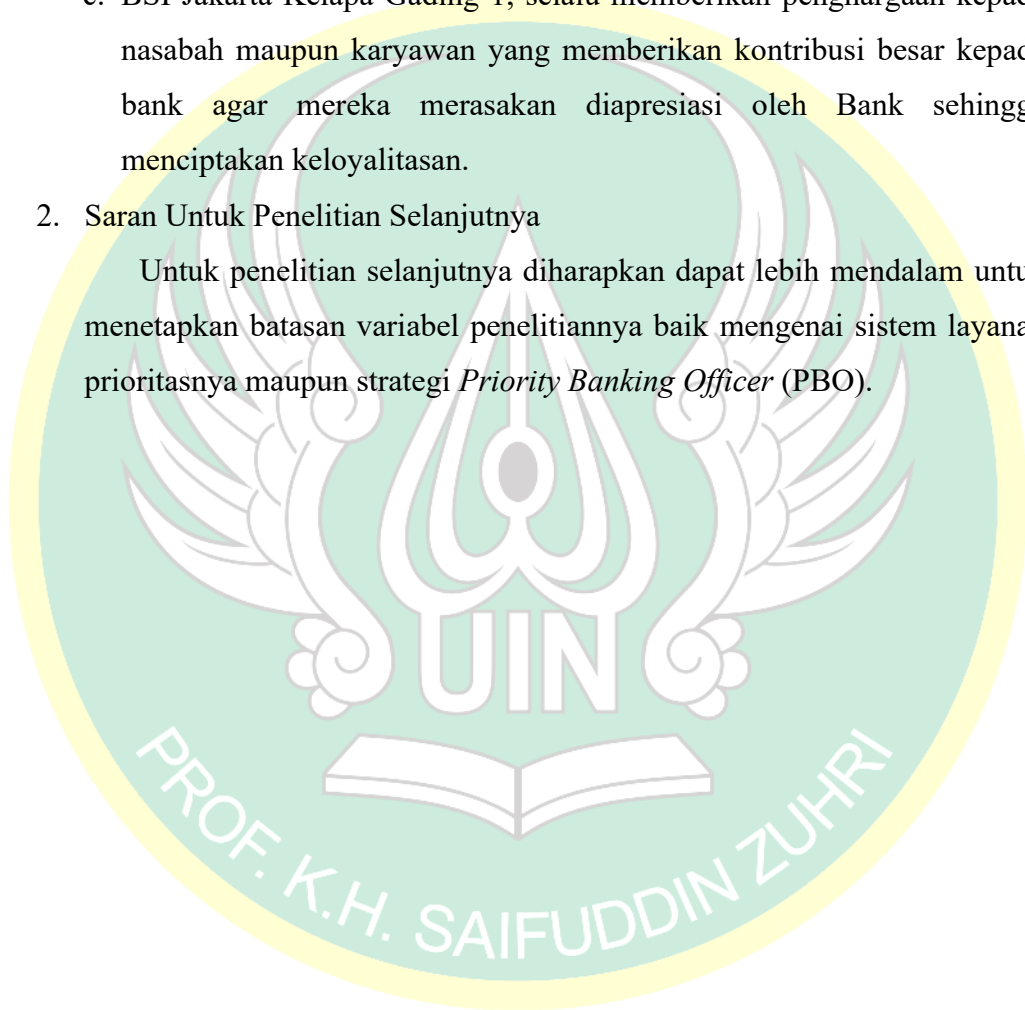 BSI Jakarta Kelapa Gading 1, selalu memberikan penghargaan kepad
nasabah maupun karyawan yang memberikan kontribusi besar kepad
bank agar mereka merasakan diapresiasi oleh Bank sehingg
menciptakan keloyalitasan.
2. Saran Untuk Penelitian Selanjutnya
Untuk penelitian selanjutnya diharapkan dapat lebih mendalam untu
menetapkan batasan variabel penelitiannya baik mengenai sistem layana
prioritasnya maupun strategi Priority Banking Officer (PBO).
UIN
PROF. K.H. SAIFUDDIN ZUHRI